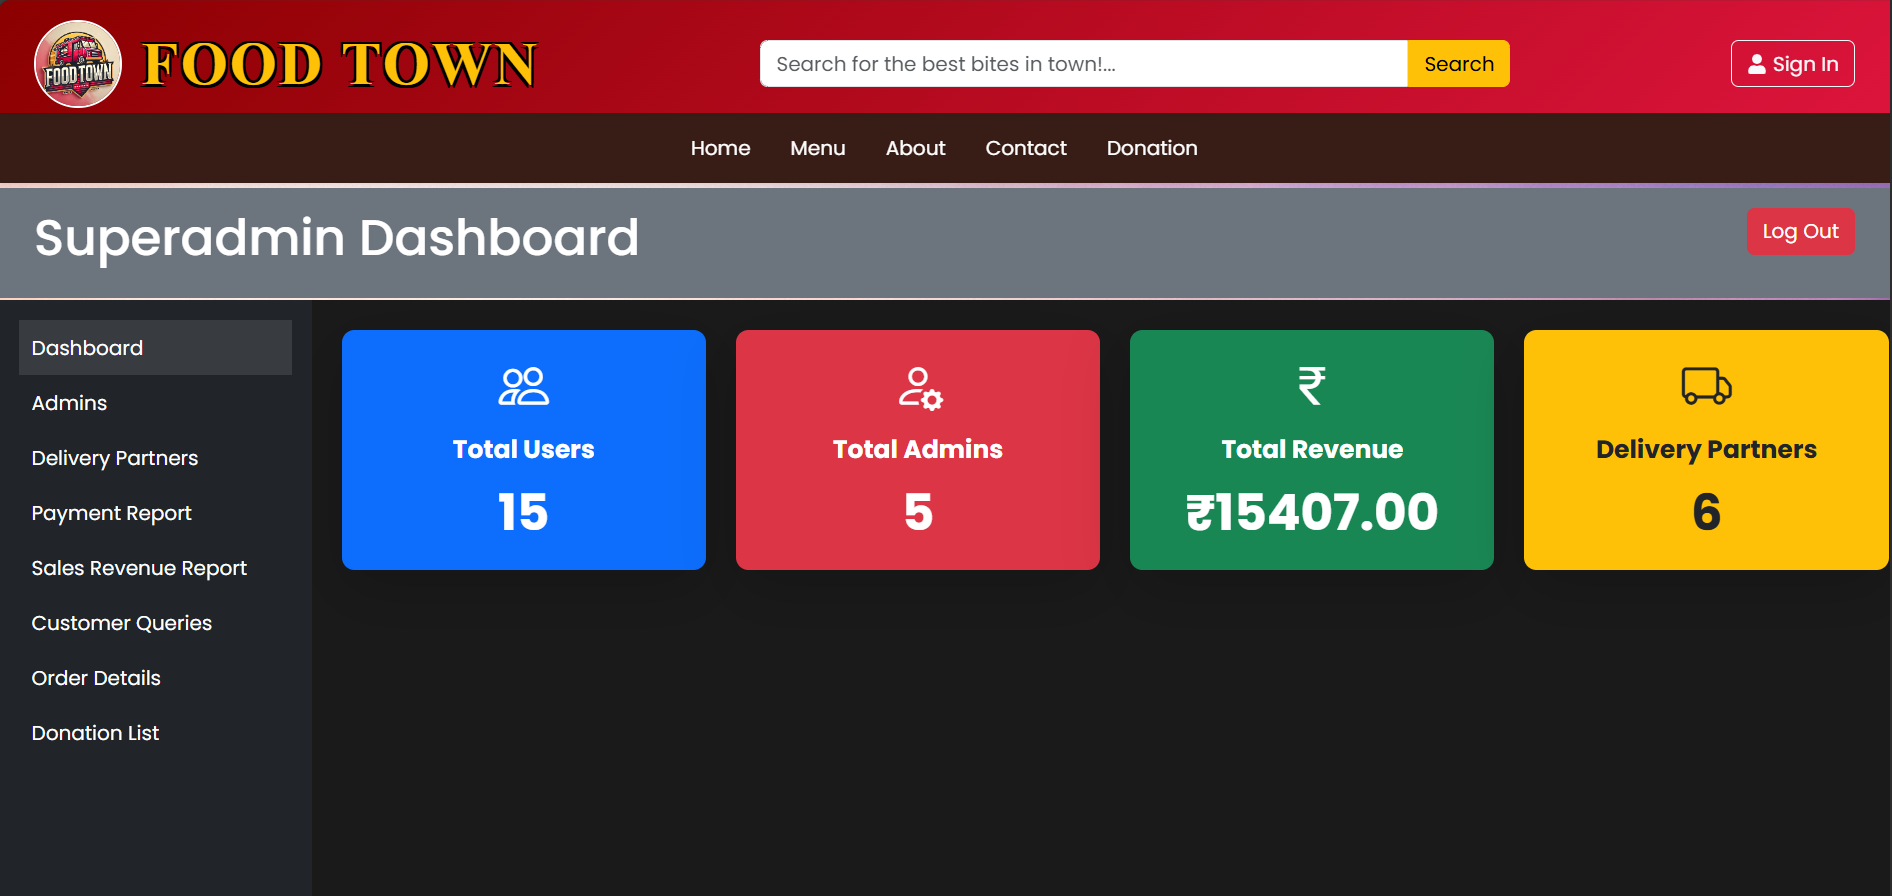 FOOD TOWN
FOOD TOWN
Search for the best bites in town!...
Search
Sign In
Home
Menu
About
Contact
Donation
Superadmin Dashboard
Log Out
Dashboard
Admins
Delivery Partners
Payment Report
Sales Revenue Report
Customer Queries
Order Details
Donation List
₹
Total Users
15
Total Admins
5
Total Revenue
₹15407.00
Delivery Partners
6